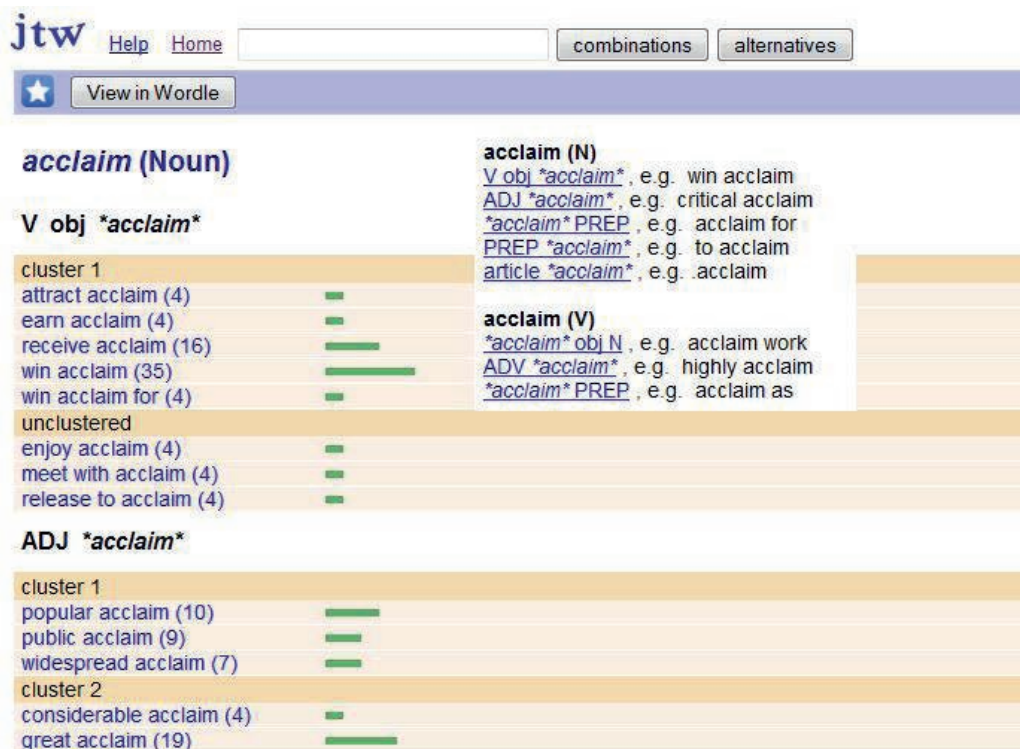 jtw Help Home combinations alternatives
View in Wordle
acclaim (Noun)
V obj *acclaim*
cluster 1
attract acclaim (4)
earn acclaim (4)
receive acclaim (16)
win acclaim (35)
win acclaim for (4)
unclustered
enjoy acclaim (4)
meet with acclaim (4)
release to acclaim (4)
ADJ *acclaim*
cluster 1
popular acclaim (10)
public acclaim (9)
widespread acclaim (7)
cluster 2
considerable acclaim (4)
great acclaim (19)
acclaim (N)
V obj *acclaim* , e.g. win acclaim
ADJ *acclaim* , e.g. critical acclaim
*acclaim* PREP , e.g. acclaim for
PREP *acclaim* , e.g. to acclaim
article *acclaim* , e.g. .acclaim
acclaim (V)
*acclaim* obj N , e.g. acclaim work
ADV *acclaim* , e.g. highly acclaim
*acclaim* PREP , e.g. acclaim as